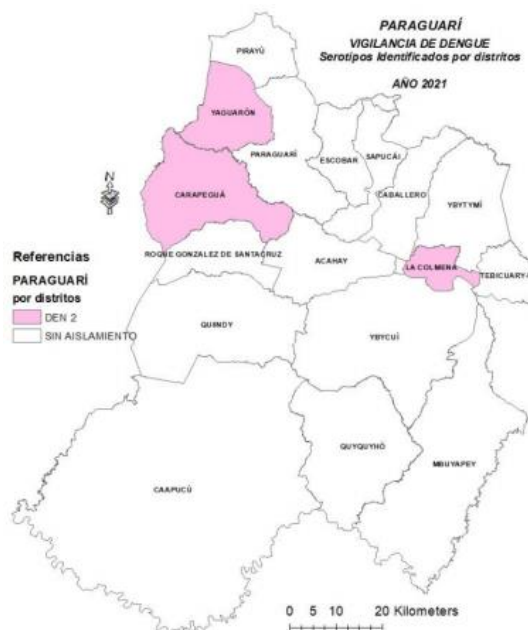 PARAGUARÍ
VIGILANCIA DE DENGUE
Serotipos Identificados por distritos
AÑO 2021
PIRAYÚ
YAGUARÓN
PARAGUARÍ
ESCOBAR
SAPUCÁI
CABALLERO
YBYTYMÍ
CARAPEGUÁ
N
ROQUE GONZALEZ DE SANTACRUZ
ACAHAY
LA COLMENA
TEBICUARY-
Referencias
PARAGUARÍ
por distritos
DEN 2
SIN AISLAMIENTO
QUIINDY
YBYCUÍ
QUYQUYHÓ
MBUYAPEY
CAAPUCÚ
0 5 10 20 Kilometers